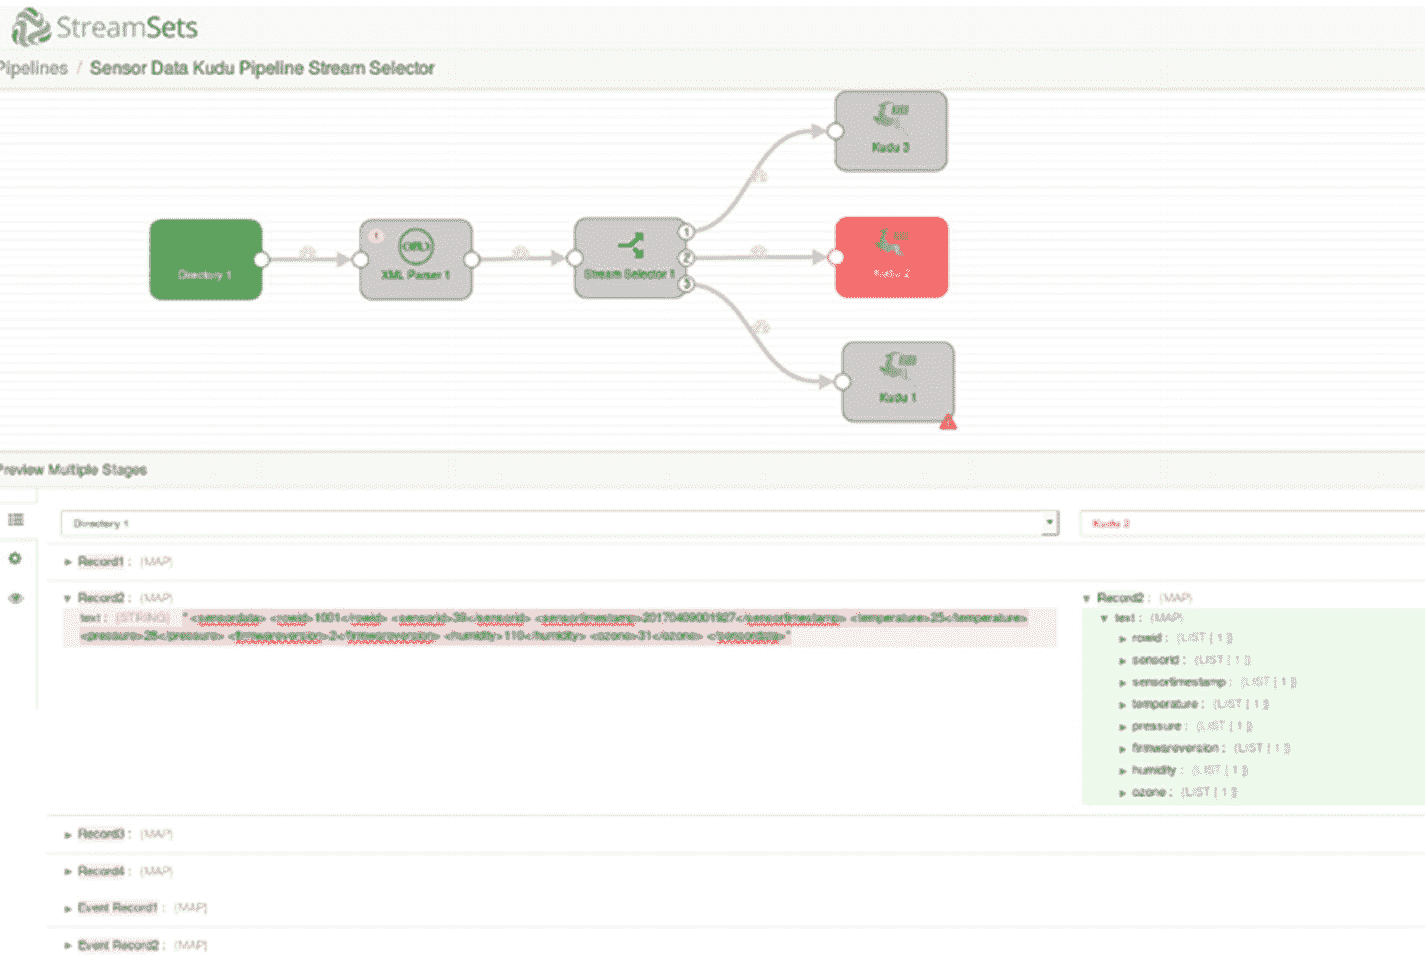 StreamSets
Pipelines / Sensor Data Kudu Pipeline Stream Selector
Kudu 3
1
Directory 1
XML Parser 1
Stream Selector 1
1
2
3
Kudu 2
Kudu 1
Preview Multiple Stages
Directory 1
Kudu 2
Record1 : (MAP)
Record2 : (MAP)
text : (STRING) " <sensordata> <rowid>1001</rowid> <sensorid>39</sensorid> <sensortimestamp>20170409001927</sensortimestamp> <temperature>25</temperature>
<pressure>28</pressure> <firmwareversion>2</firmwareversion> <humidity>110</humidity> <ozone>31</ozone> </sensordata>"
Record2 : (MAP)
text : (MAP)
rowid : (LIST [ 1 ])
sensorid : (LIST [ 1 ])
sensortimestamp : (LIST [ 1 ])
temperature : (LIST [ 1 ])
pressure : (LIST [ 1 ])
firmwareversion : (LIST [ 1 ])
humidity : (LIST [ 1 ])
ozone : (LIST [ 1 ])
Record3 : (MAP)
Record4 : (MAP)
Event Record1 : (MAP)
Event Record2 : (MAP)